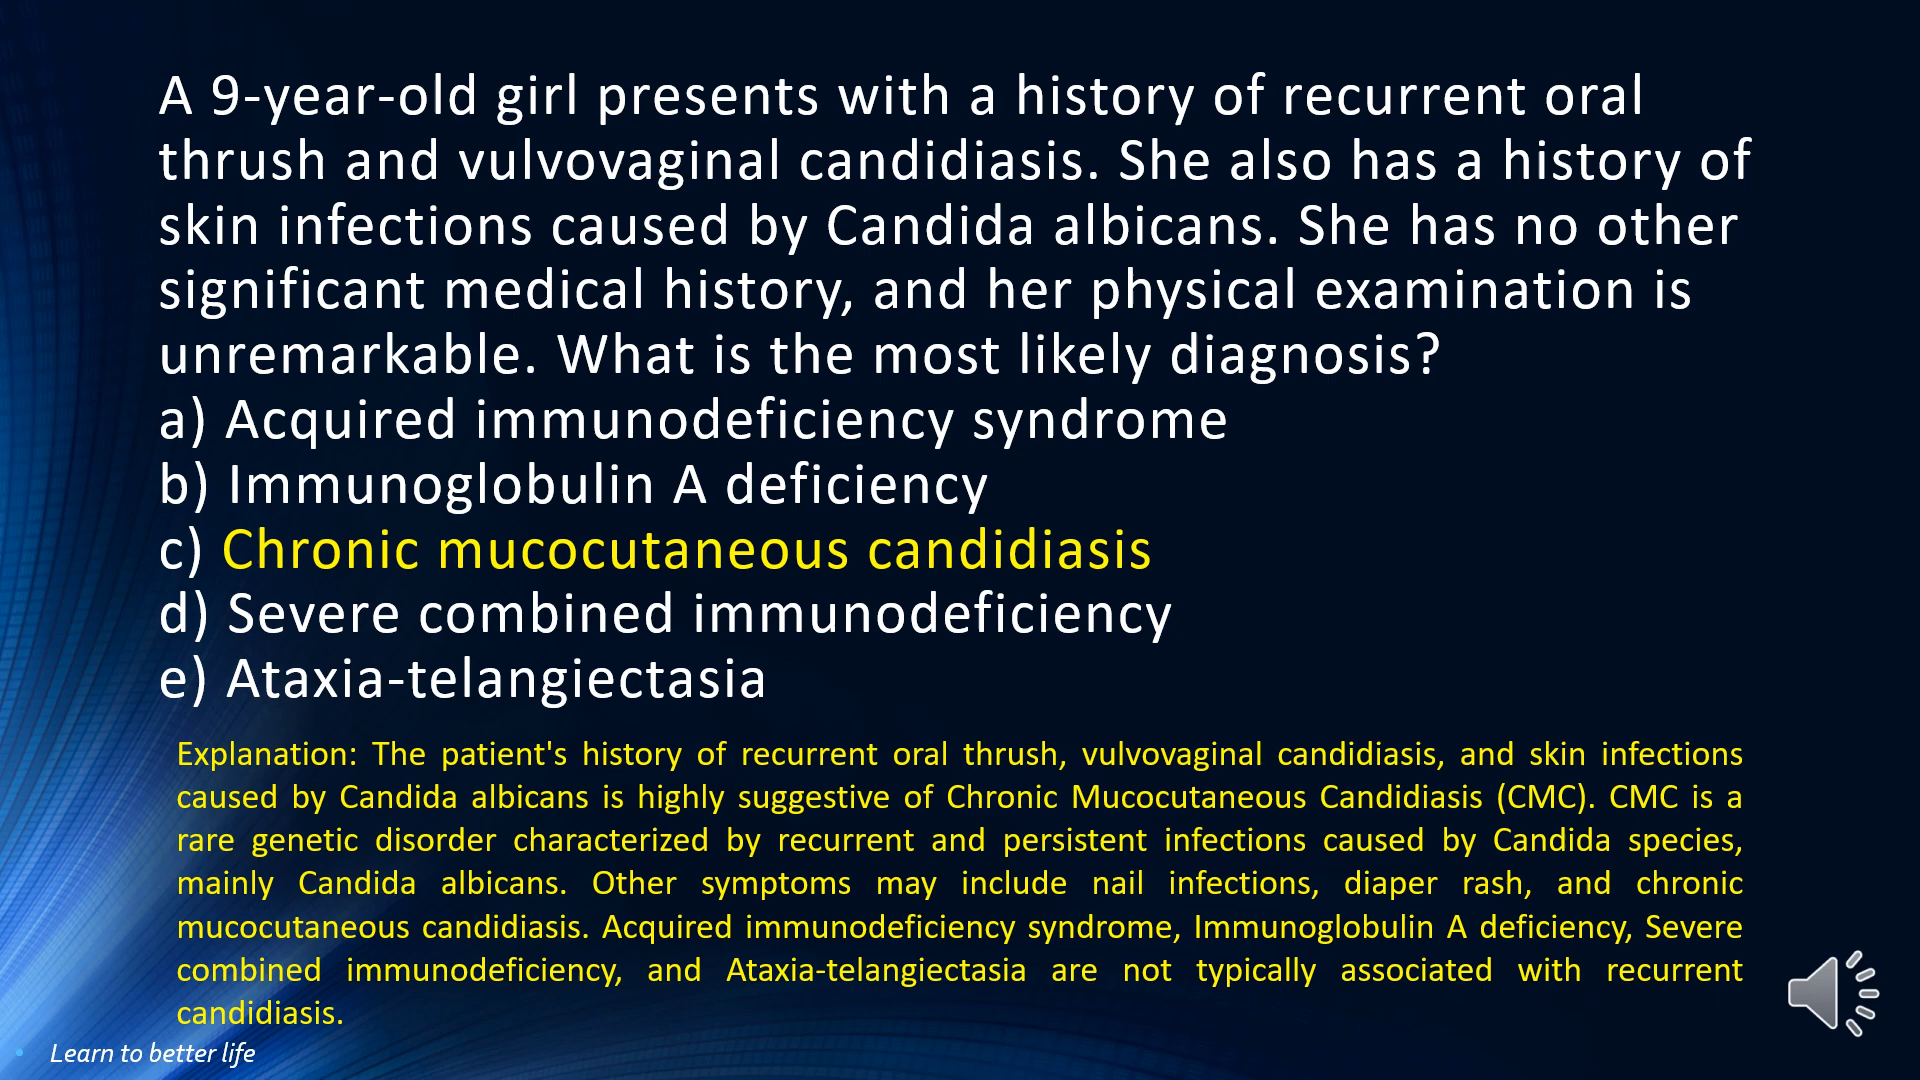 A 9-year-old girl presents with a history of recurrent oral
thrush and vulvovaginal candidiasis. She also has a history of
skin infections caused by Candida albicans. She has no other
significant medical history, and her physical examination is
unremarkable. What is the most likely diagnosis?
a) Acquired immunodeficiency syndrome
b) Immunoglobulin A deficiency
c) Chronic mucocutaneous candidiasis
d) Severe combined immunodeficiency
e) Ataxia-telangiectasia
Explanation: The patient's history of recurrent oral thrush, vulvovaginal candidiasis, and skin infections
caused by Candida albicans is highly suggestive of Chronic Mucocutaneous Candidiasis (CMC). CMC is a
rare genetic disorder characterized by recurrent and persistent infections caused by Candida species,
mainly Candida albicans. Other symptoms may include nail infections, diaper rash, and chronic
mucocutaneous candidiasis. Acquired immunodeficiency syndrome, Immunoglobulin A deficiency, Severe
combined immunodeficiency, and Ataxia-telangiectasia are not typically associated with recurrent
candidiasis.
• Learn to better life